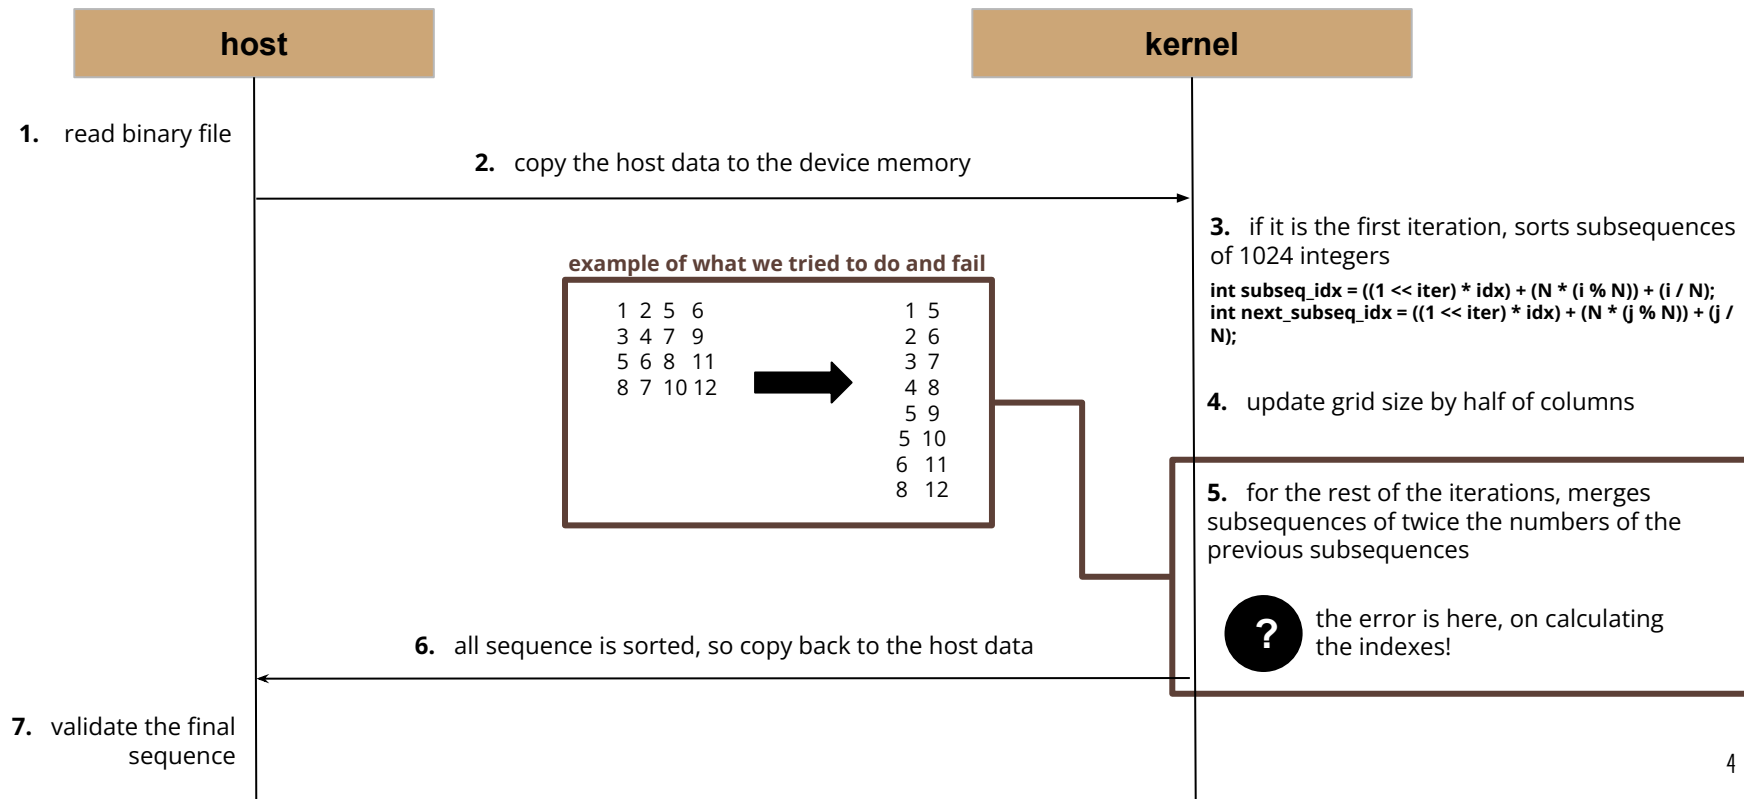 host
kernel
1. read binary file
2. copy the host data to the device memory
3. if it is the first iteration, sorts subsequences
of 1024 integers
int subseq_idx = ((1 << iter) * idx) + (N * (i % N)) + (i / N);
int next_subseq_idx = ((1 << iter) * idx) + (N * (j % N)) + (j /
N);
example of what we tried to do and fail
1 2 5 6
3 4 7 9
5 6 8 11
8 7 10 12
1 5
2 6
3 7
4 8
5 9
5 10
6 11
8 12
4. update grid size by half of columns
5. for the rest of the iterations, merges
subsequences of twice the numbers of the
previous subsequences
? the error is here, on calculating
the indexes!
6. all sequence is sorted, so copy back to the host data
7. validate the final
sequence
4